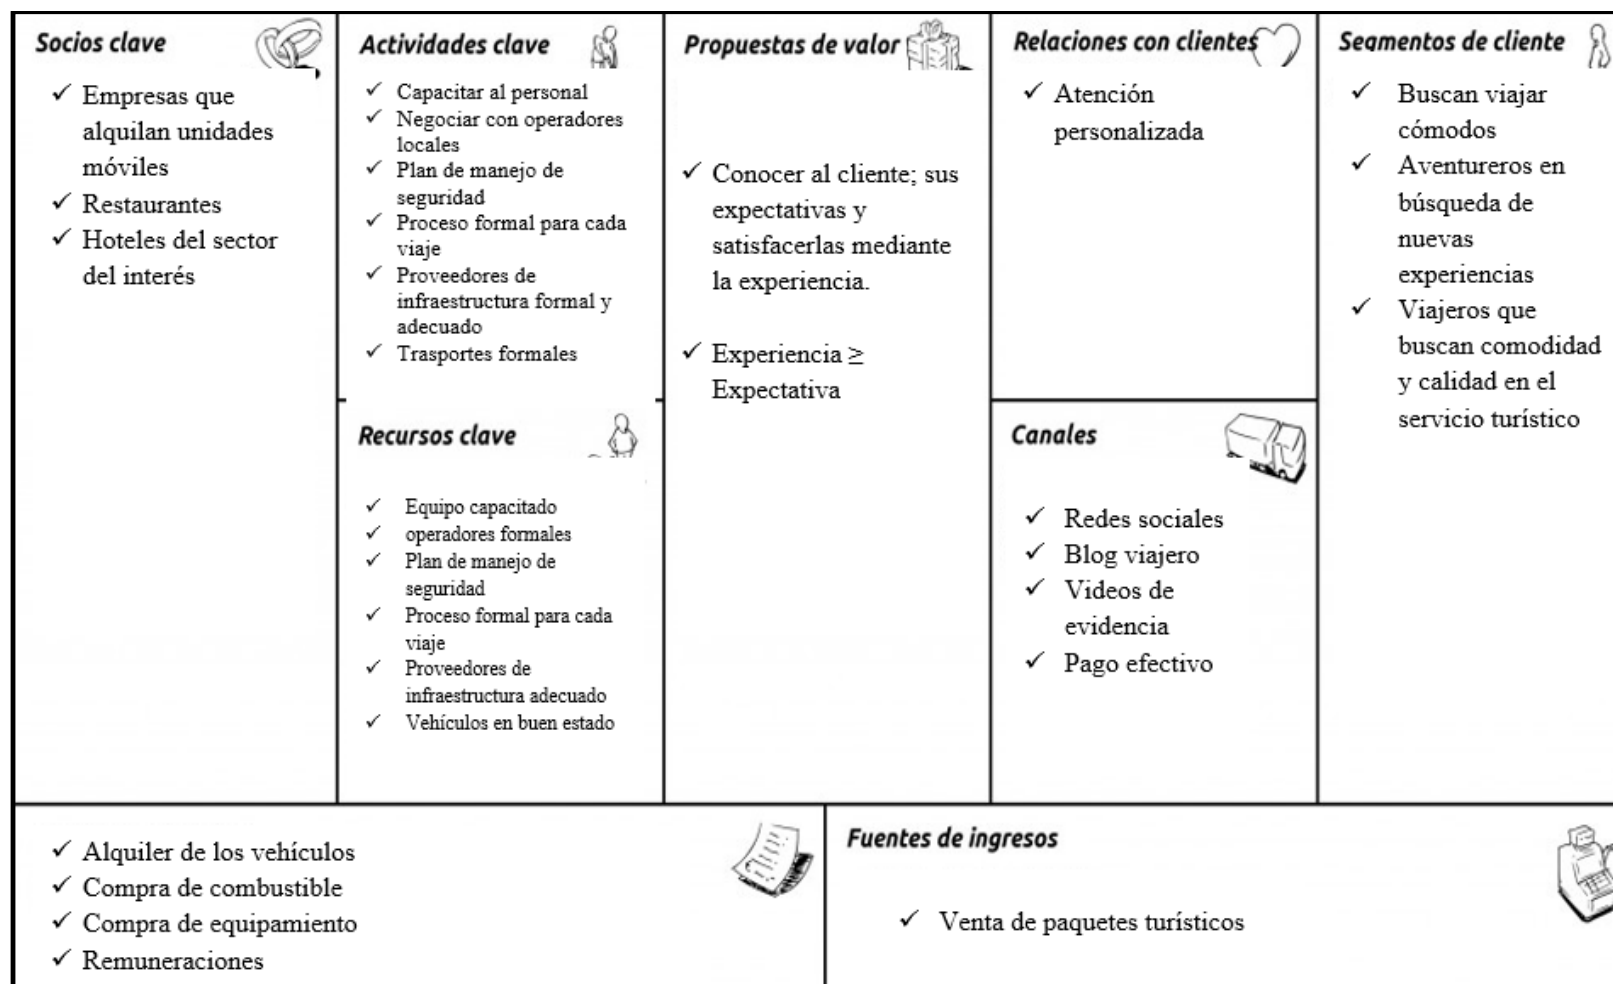 Socios clave
✓ Empresas que
alquilan unidades
móviles
✓ Restaurantes
✓ Hoteles del sector
del interés
Actividades clave
✓ Capacitar al personal
✓ Negociar con operadores
locales
✓ Plan de manejo de
seguridad
✓ Proceso formal para cada
viaje
✓ Proveedores de
infraestructura formal y
adecuado
✓ Trasportes formales
Recursos clave
✓ Equipo capacitado
✓ operadores formales
✓ Plan de manejo de
seguridad
✓ Proceso formal para cada
viaje
✓ Proveedores de
infraestructura adecuado
✓ Vehículos en buen estado
Propuestas de valor
✓ Conocer al cliente; sus
expectativas y
satisfacerlas mediante
la experiencia.
✓ Experiencia ≥
Expectativa
Relaciones con clientes
✓ Atención
personalizada
Canales
✓ Redes sociales
✓ Blog viajero
✓ Videos de
evidencia
✓ Pago efectivo
Segmentos de cliente
✓ Buscan viajar
cómodos
✓ Aventureros en
búsqueda de
nuevas
experiencias
✓ Viajeros que
buscan comodidad
y calidad en el
servicio turístico
✓ Alquiler de los vehículos
✓ Compra de combustible
✓ Compra de equipamiento
✓ Remuneraciones
Fuentes de ingresos
✓ Venta de paquetes turísticos